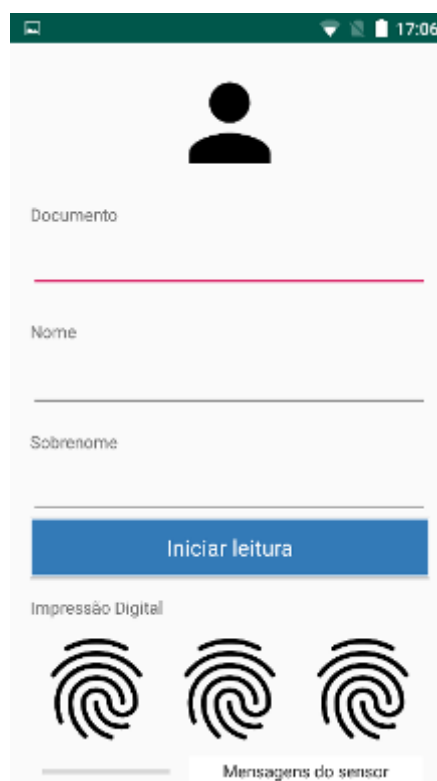 17:06
Documento
Nome
Sobrenome
Iniciar leitura
Impressão Digital
Mensagens do sensor